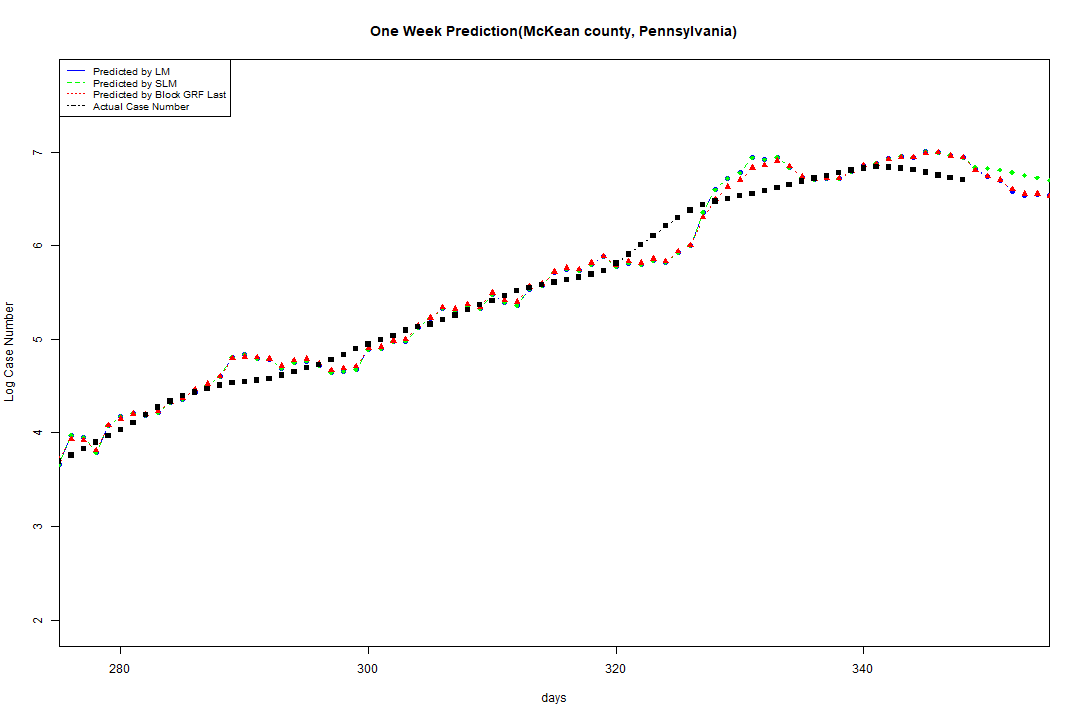 One Week Prediction(McKean county, Pennsylvania)
Predicted by LM
Predicted by SLM
Predicted by Block GRF Last
Actual Case Number
7
6
5
4
3
2
Log Case Number
280 300 320 340
days